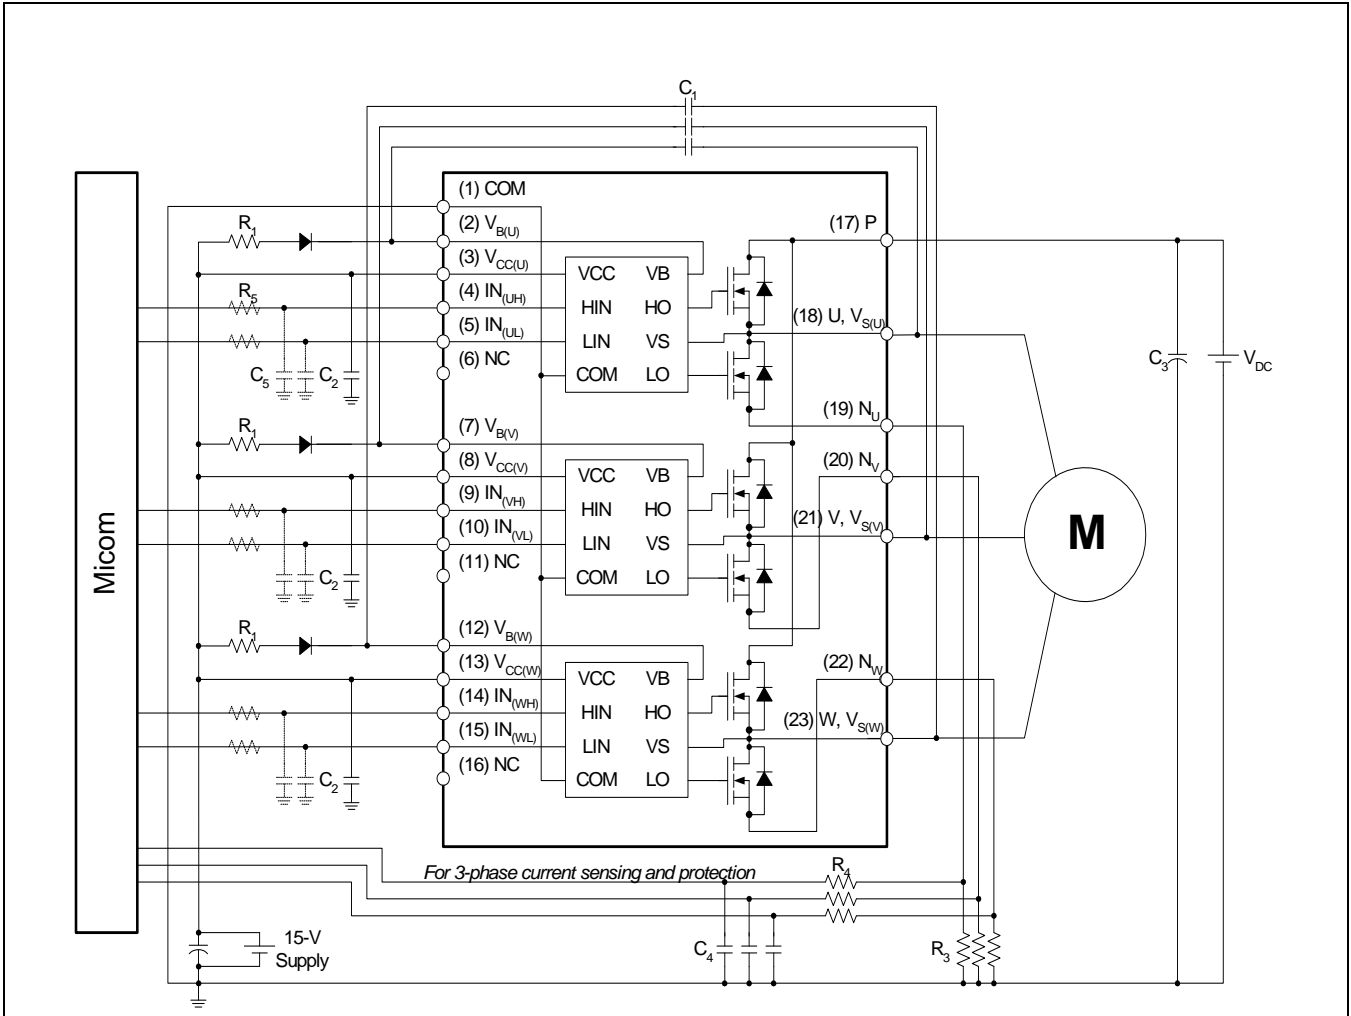 C1
(1) COM
(2) VB(U)
(3) VCC(U)
(4) IN(UH)
(5) IN(UL)
(6) NC
(7) VB(V)
(8) VCC(V)
(9) IN(VH)
(10) IN(VL)
(11) NC
(12) VB(W)
(13) VCC(W)
(14) IN(WH)
(15) IN(WL)
(16) NC
(17) P
(18) U, VS(U)
(19) NU
(20) NV
(21) V, VS(V)
(22) NW
(23) W, VS(W)
VCC VB
HIN HO
LIN VS
COM LO
VCC VB
HIN HO
LIN VS
COM LO
VCC VB
HIN HO
LIN VS
COM LO
R1
R5
C5 C2
R1
C2
R1
C2
Micom
C3
VDC
M
For 3-phase current sensing and protection
R4
15-V
Supply
C4
R3